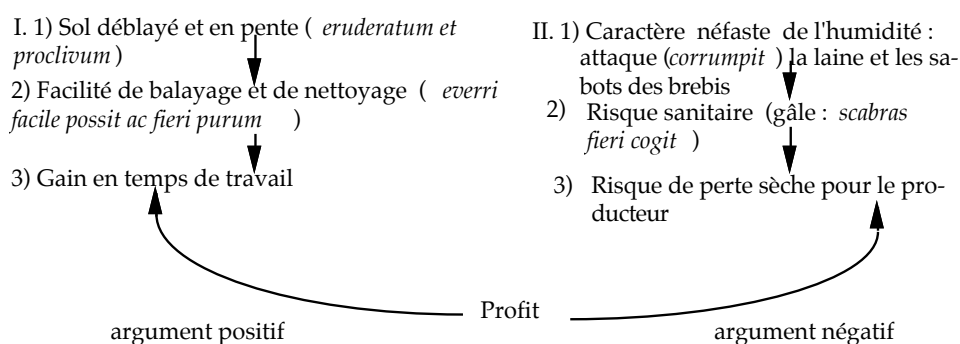 I. 1) Sol déblayé et en pente ( eruderatum et
proclivum )
2) Facilité de balayage et de nettoyage ( everri
facile possit ac fieri purum )
3) Gain en temps de travail
II. 1) Caractère néfaste de l'humidité :
attaque (corrumpit ) la laine et les sa-
bots des brebis
2) Risque sanitaire (gâle : scabras
fieri cogit )
3) Risque de perte sèche pour le pro-
ducteur
Profit
argument positif
argument négatif